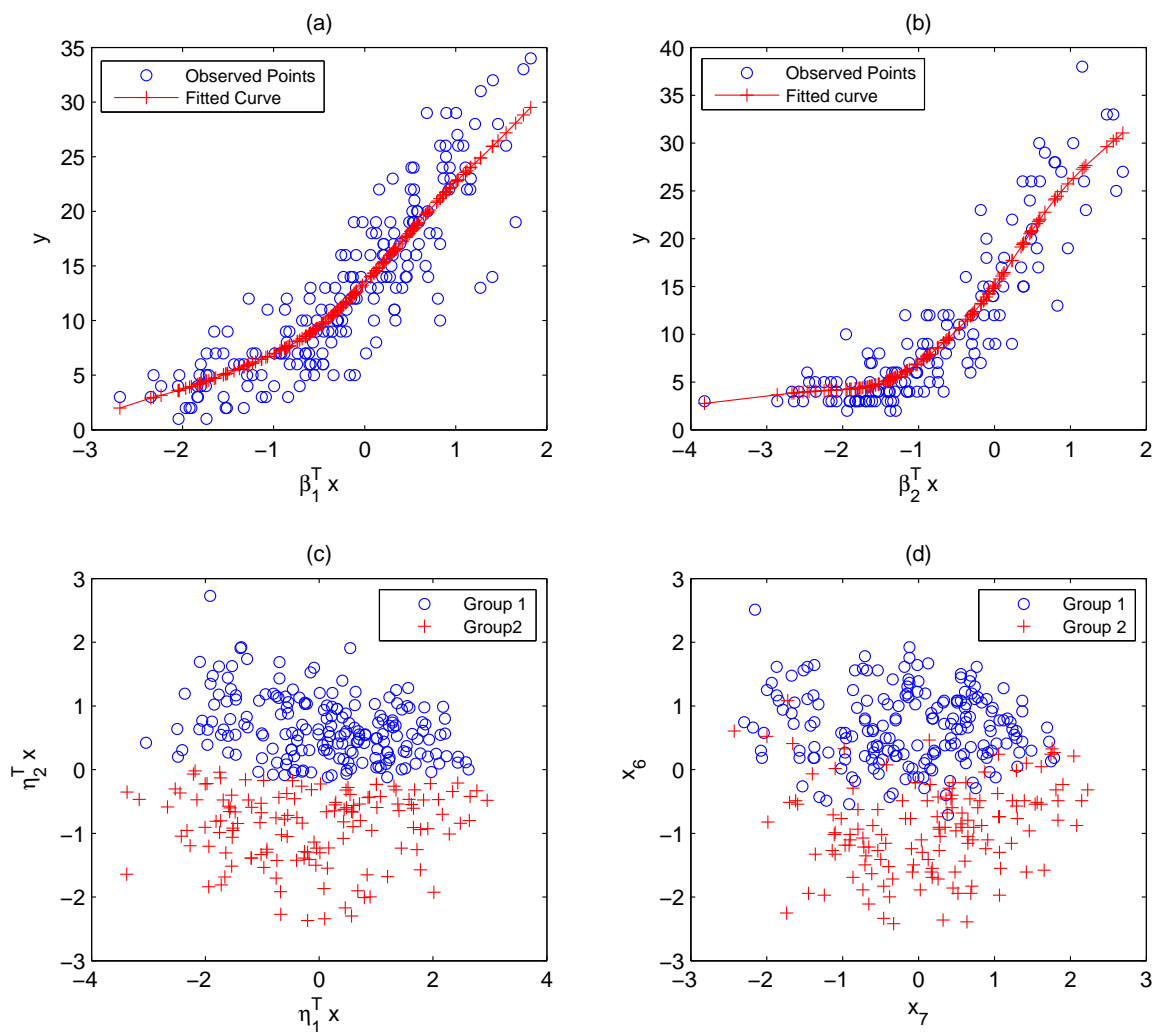 (a)
35
30
25
20
15
10
5
0
y
Observed Points
Fitted Curve
−3 −2 −1 0 1 2
β₁ᵀ x
(b)
40
35
30
25
20
15
10
5
0
y
Observed Points
Fitted curve
−4 −3 −2 −1 0 1 2
β₂ᵀ x
(c)
3
2
1
0
−1
−2
−3
η₂ᵀ x
Group 1
Group2
−4 −2 0 2 4
η₁ᵀ x
(d)
3
2
1
0
−1
−2
−3
x₆
Group 1
Group 2
−3 −2 −1 0 1 2 3
x₇